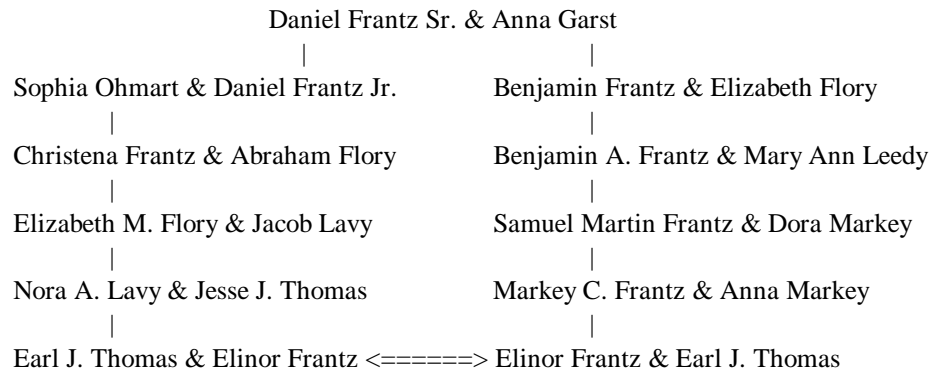 Daniel Frantz Sr. & Anna Garst
| |
Sophia Ohmart & Daniel Frantz Jr. Benjamin Frantz & Elizabeth Flory
| |
Christena Frantz & Abraham Flory Benjamin A. Frantz & Mary Ann Leedy
| |
Elizabeth M. Flory & Jacob Lavy Samuel Martin Frantz & Dora Markey
| |
Nora A. Lavy & Jesse J. Thomas Markey C. Frantz & Anna Markey
| |
Earl J. Thomas & Elinor Frantz <======> Elinor Frantz & Earl J. Thomas